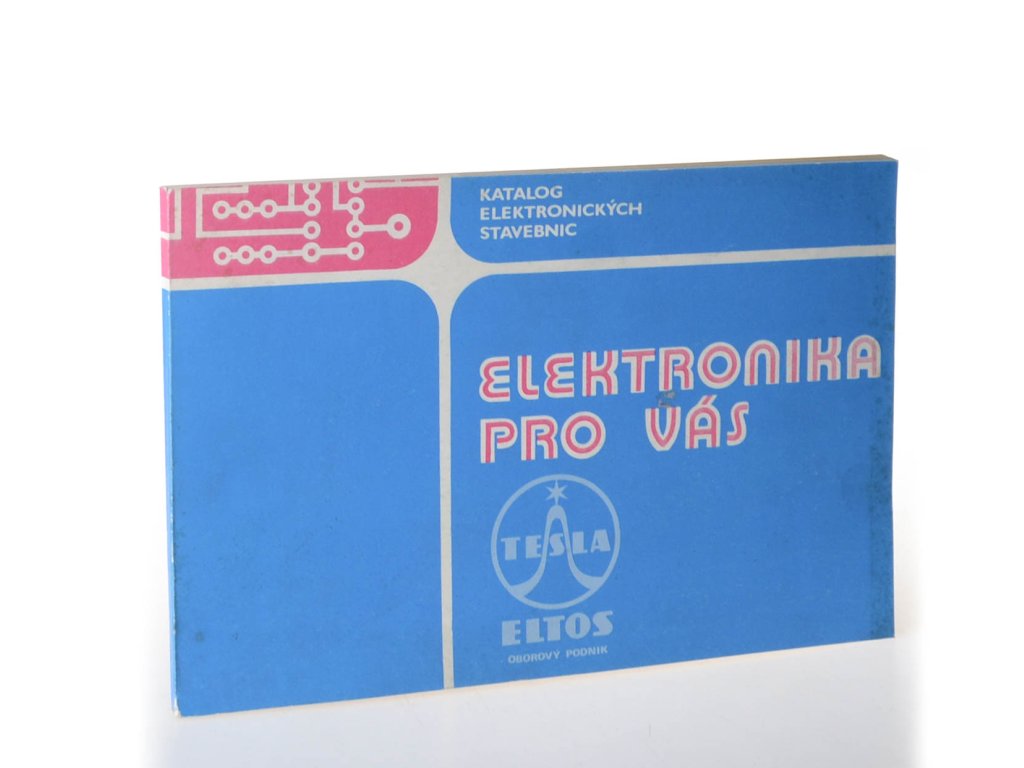 KATALOG
ELEKTRONICKÝCH
STAVEBNIC
ELEKTRONIKA
PRO VÁS
TESLA
ELTOS
OBOROVÝ PODNIK